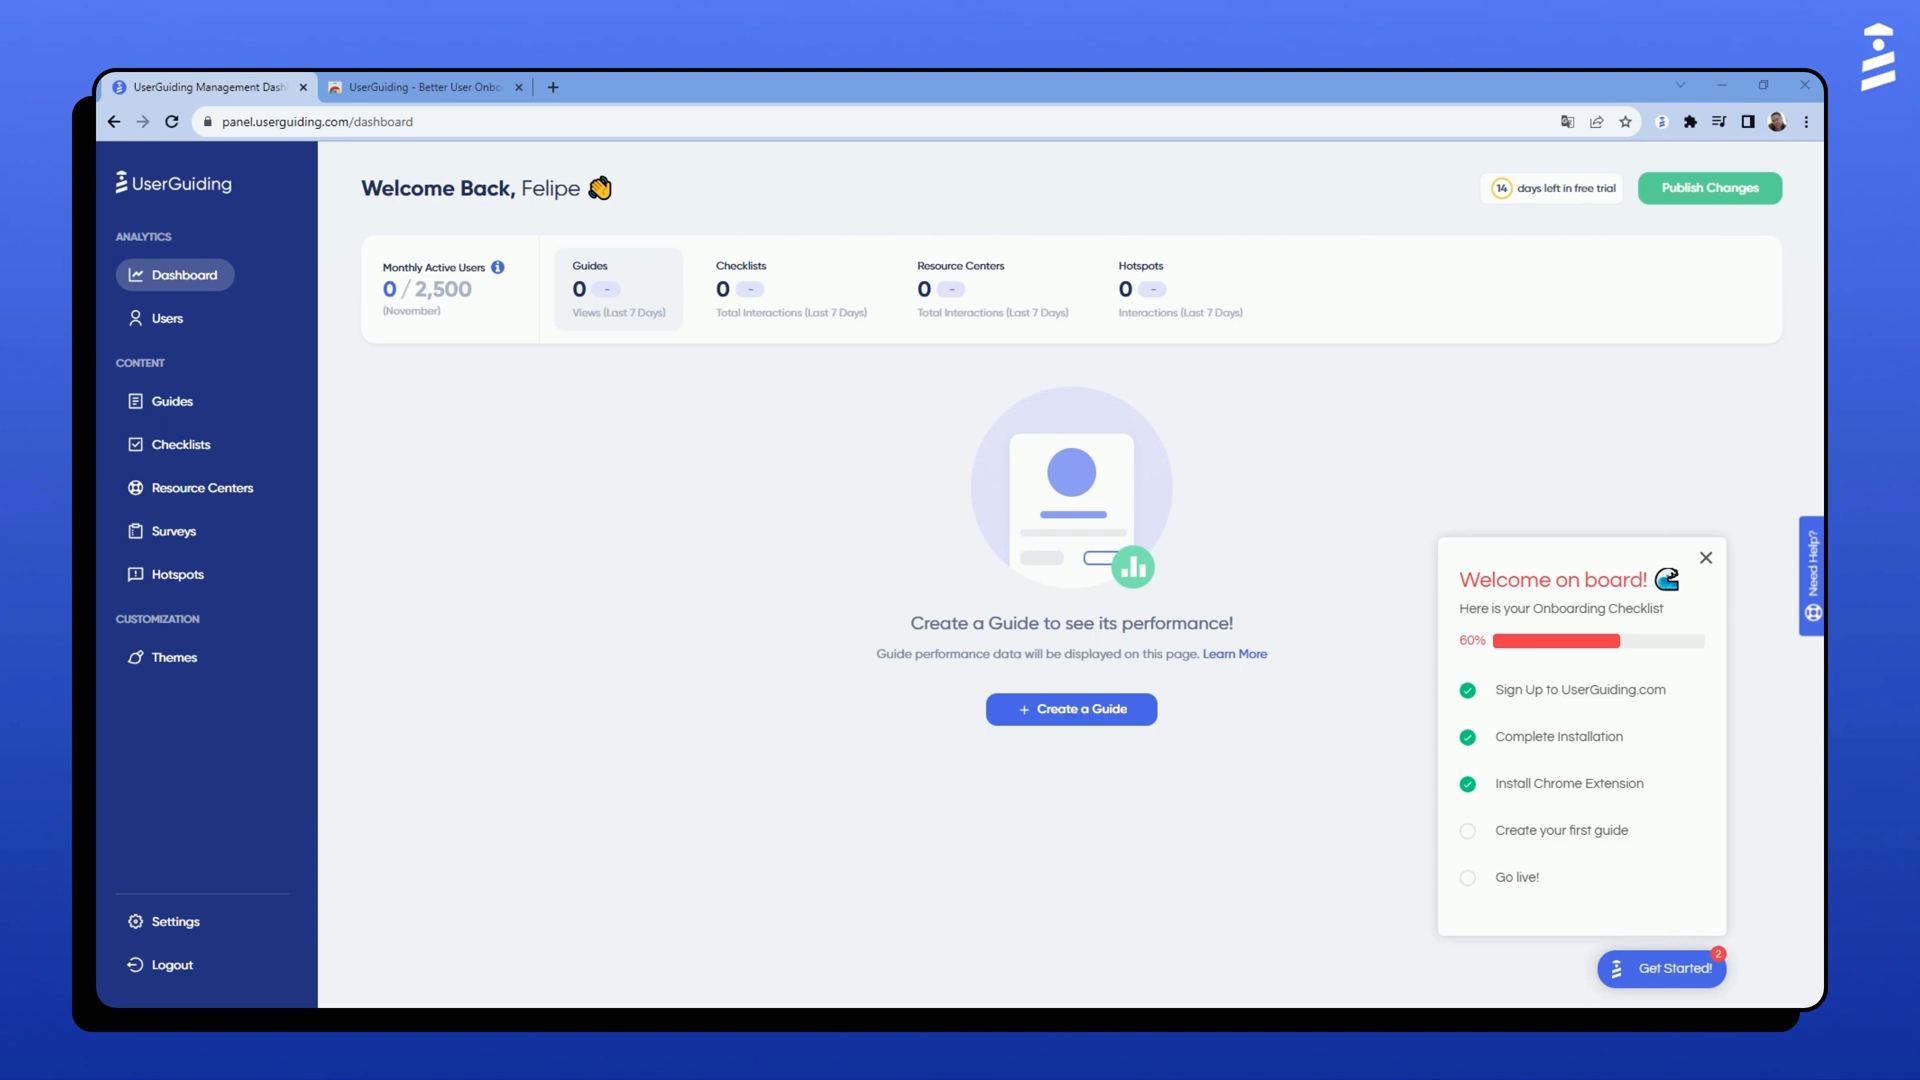 UserGuiding Management Dash
UserGuiding - Better User Onbo
panel.userguiding.com/dashboard
UserGuiding
ANALYTICS
Dashboard
Users
CONTENT
Guides
Checklists
Resource Centers
Surveys
Hotspots
CUSTOMIZATION
Themes
Settings
Logout
Welcome Back, Felipe 👋
14 days left in free trial
Publish Changes
Monthly Active Users
0 / 2,500
(November)
Guides
0 -
Views (Last 7 Days)
Checklists
0 -
Total Interactions (Last 7 Days)
Resource Centers
0 -
Total Interactions (Last 7 Days)
Hotspots
0 -
Interactions (Last 7 Days)
Create a Guide to see its performance!
Guide performance data will be displayed on this page. Learn More
+ Create a Guide
Need Help?
Welcome on board! 🌊
Here is your Onboarding Checklist
60%
Sign Up to UserGuiding.com
Complete Installation
Install Chrome Extension
Create your first guide
Go live!
Get Started!
2